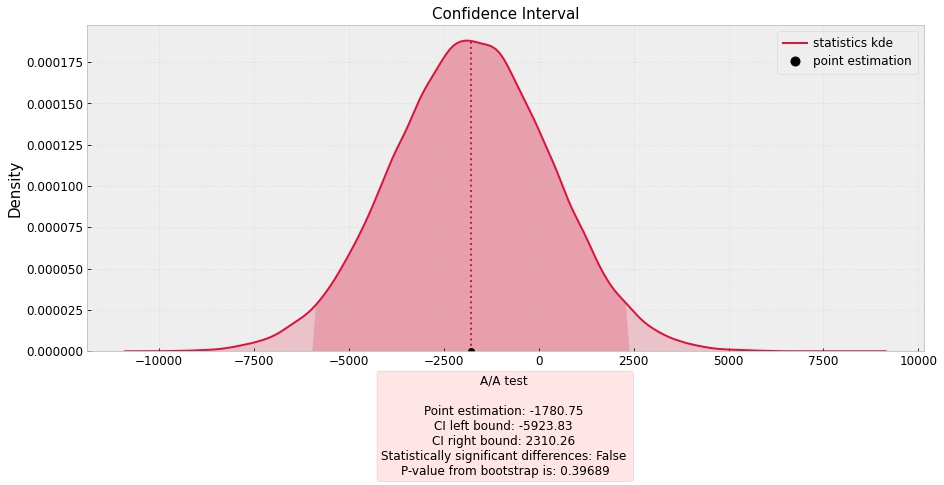 Confidence Interval
statistics kde
point estimation
Density
0.000175
0.000150
0.000125
0.000100
0.000075
0.000050
0.000025
0.000000
−10000 −7500 −5000 −2500 0 2500 5000 7500 10000
A/A test
Point estimation: -1780.75
CI left bound: -5923.83
CI right bound: 2310.26
Statistically significant differences: False
P-value from bootstrap is: 0.39689